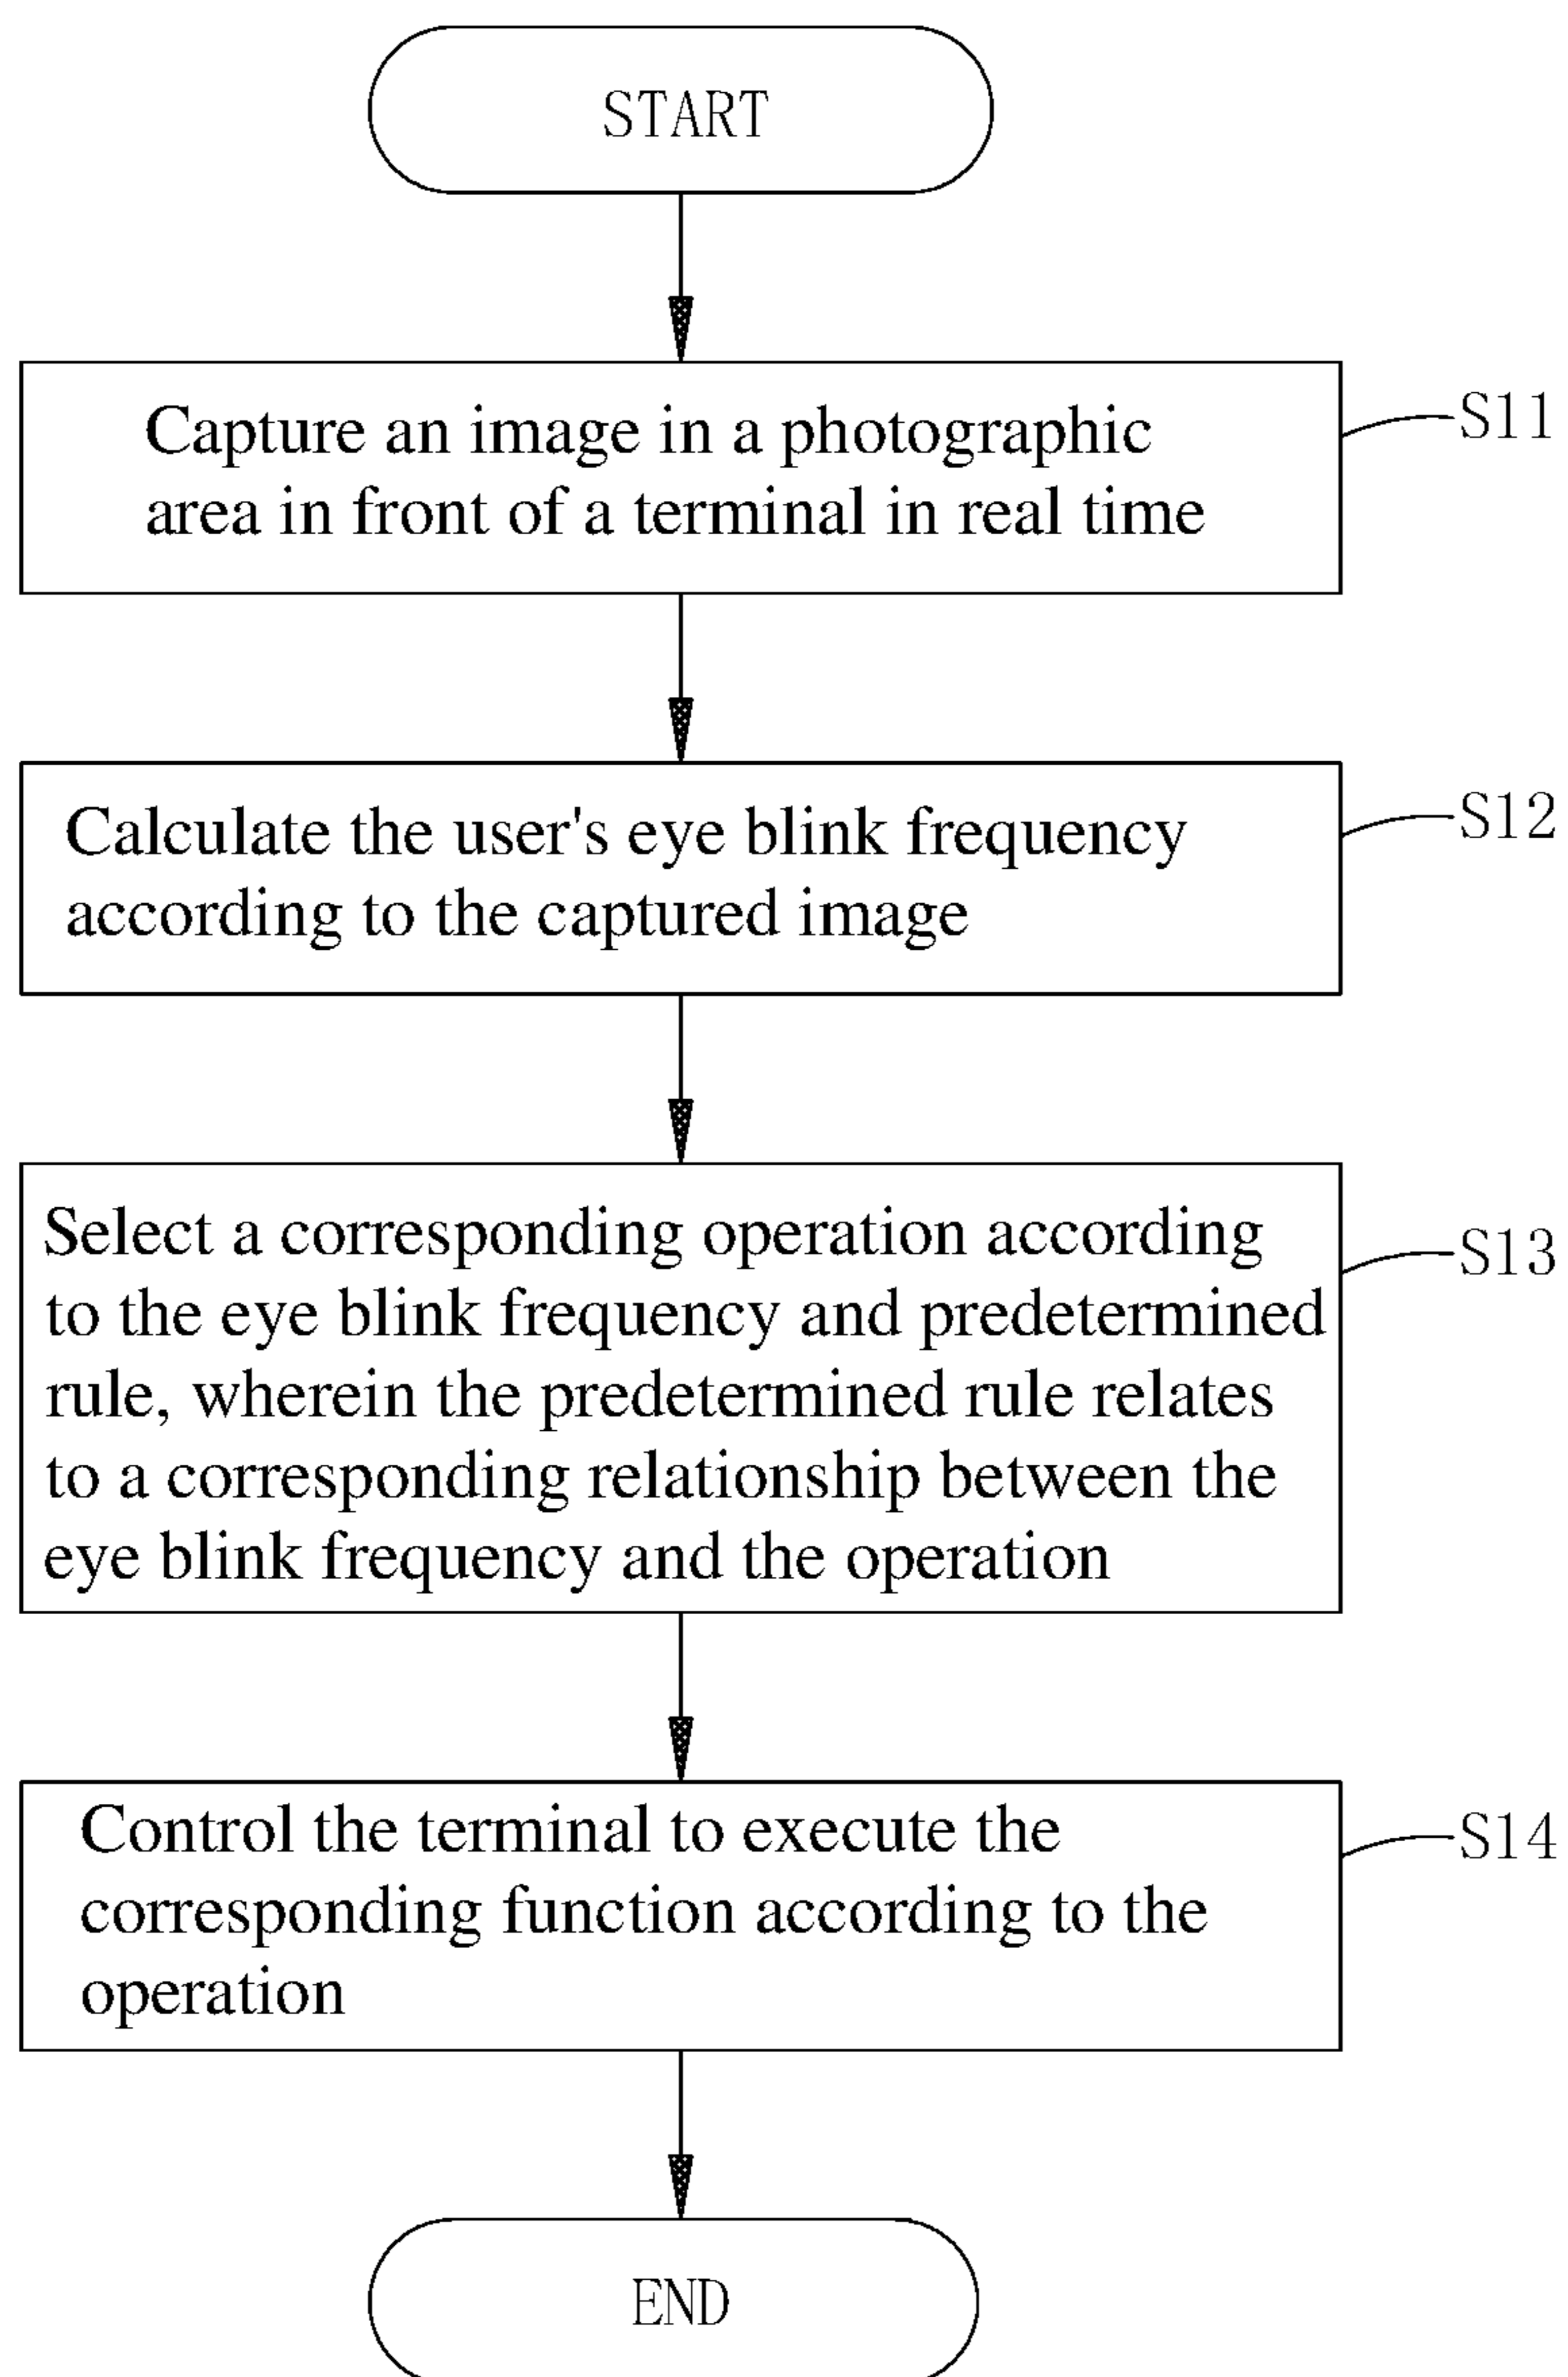 START
Capture an image in a photographic
area in front of a terminal in real time
S11
Calculate the user's eye blink frequency
according to the captured image
S12
Select a corresponding operation according
to the eye blink frequency and predetermined
rule, wherein the predetermined rule relates
to a corresponding relationship between the
eye blink frequency and the operation
S13
Control the terminal to execute the
corresponding function according to the
operation
S14
END